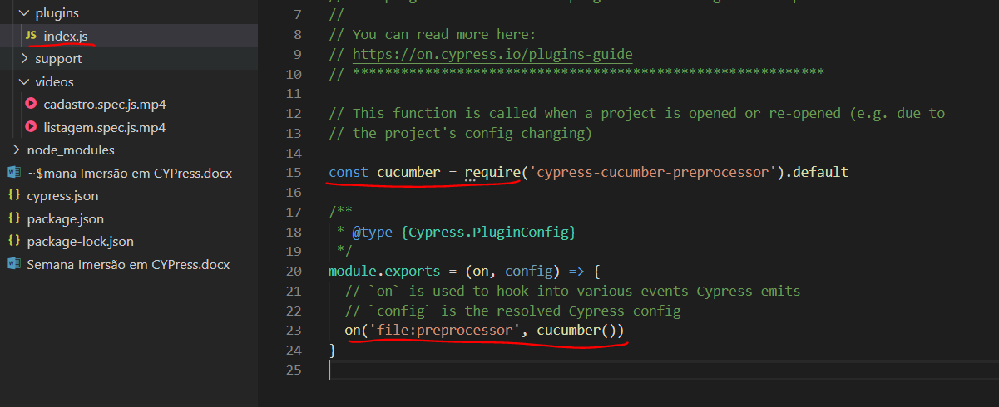 plugins
JS index.js
support
videos
cadastro.spec.js.mp4
listagem.spec.js.mp4
node_modules
~$mana Imersão em CYPress.docx
{} cypress.json
{} package.json
{} package-lock.json
Semana Imersão em CYPress.docx
7 //
8 // You can read more here:
9 // https://on.cypress.io/plugins-guide
10 // ***********************************************************
11
12 // This function is called when a project is opened or re-opened (e.g. due to
13 // the project's config changing)
14
15 const cucumber = require('cypress-cucumber-preprocessor').default
16
17 /**
18 * @type {Cypress.PluginConfig}
19 */
20 module.exports = (on, config) => {
21 // `on` is used to hook into various events Cypress emits
22 // `config` is the resolved Cypress config
23 on('file:preprocessor', cucumber())
24 }
25